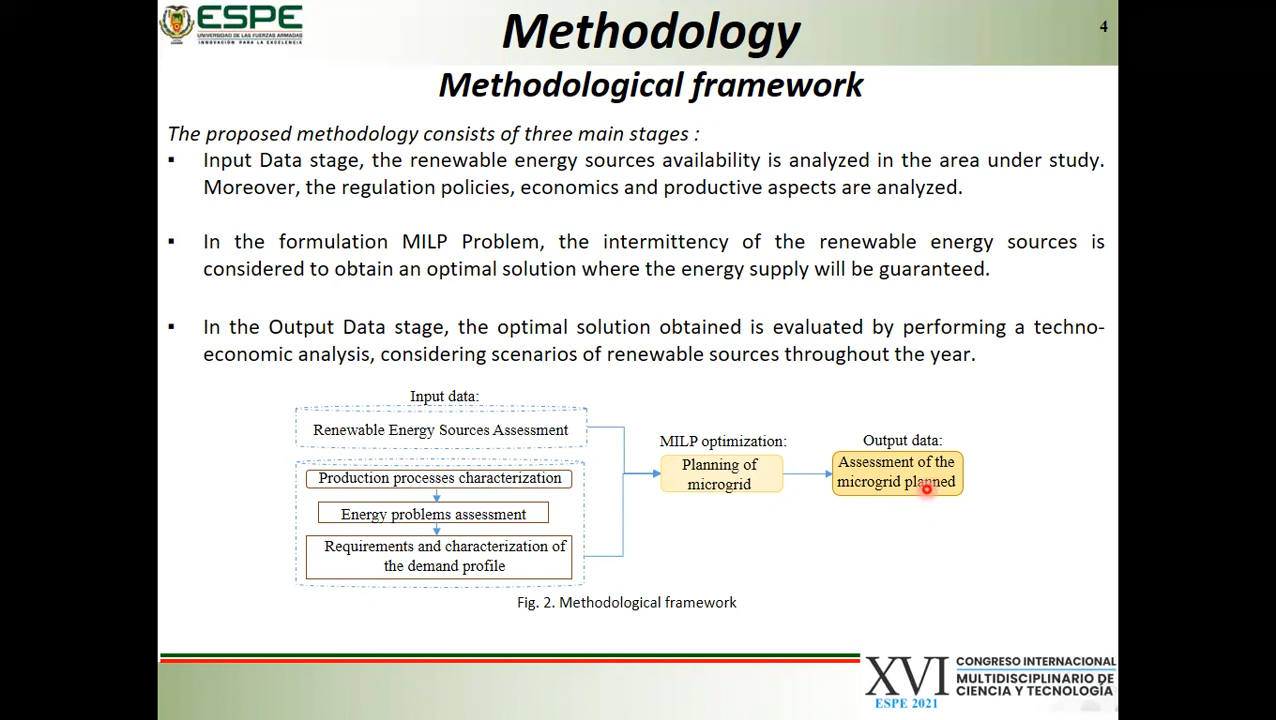 ESPE
UNIVERSIDAD DE LAS FUERZAS ARMADAS
INNOVACIÓN PARA LA EXCELENCIA
Methodology
4
Methodological framework
The proposed methodology consists of three main stages :
▪ Input Data stage, the renewable energy sources availability is analyzed in the area under study.
Moreover, the regulation policies, economics and productive aspects are analyzed.
▪ In the formulation MILP Problem, the intermittency of the renewable energy sources is
considered to obtain an optimal solution where the energy supply will be guaranteed.
▪ In the Output Data stage, the optimal solution obtained is evaluated by performing a techno-
economic analysis, considering scenarios of renewable sources throughout the year.
Input data:
Renewable Energy Sources Assessment
Production processes characterization
Energy problems assessment
Requirements and characterization of
the demand profile
MILP optimization:
Planning of
microgrid
Output data:
Assessment of the
microgrid planned
Fig. 2. Methodological framework
XVI
ESPE 2021
CONGRESO INTERNACIONAL
MULTIDISCIPLINARIO DE
CIENCIA Y TECNOLOGÍA